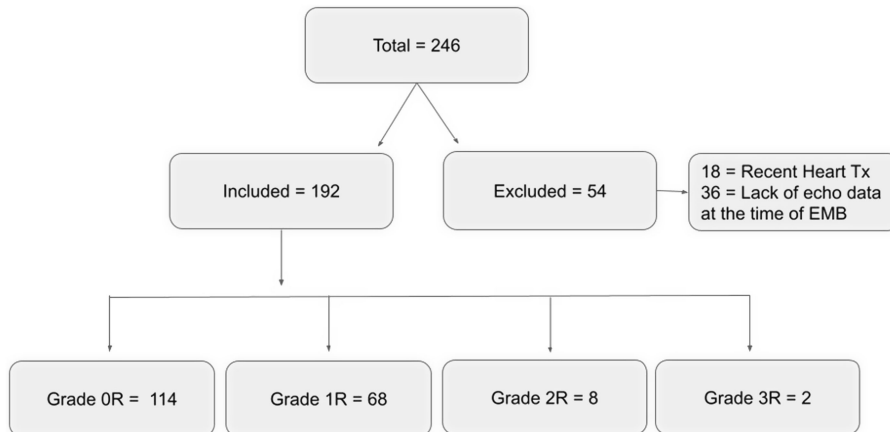 Total = 246
Included = 192
Excluded = 54
18 = Recent Heart Tx
36 = Lack of echo data
at the time of EMB
Grade 0R = 114
Grade 1R = 68
Grade 2R = 8
Grade 3R = 2